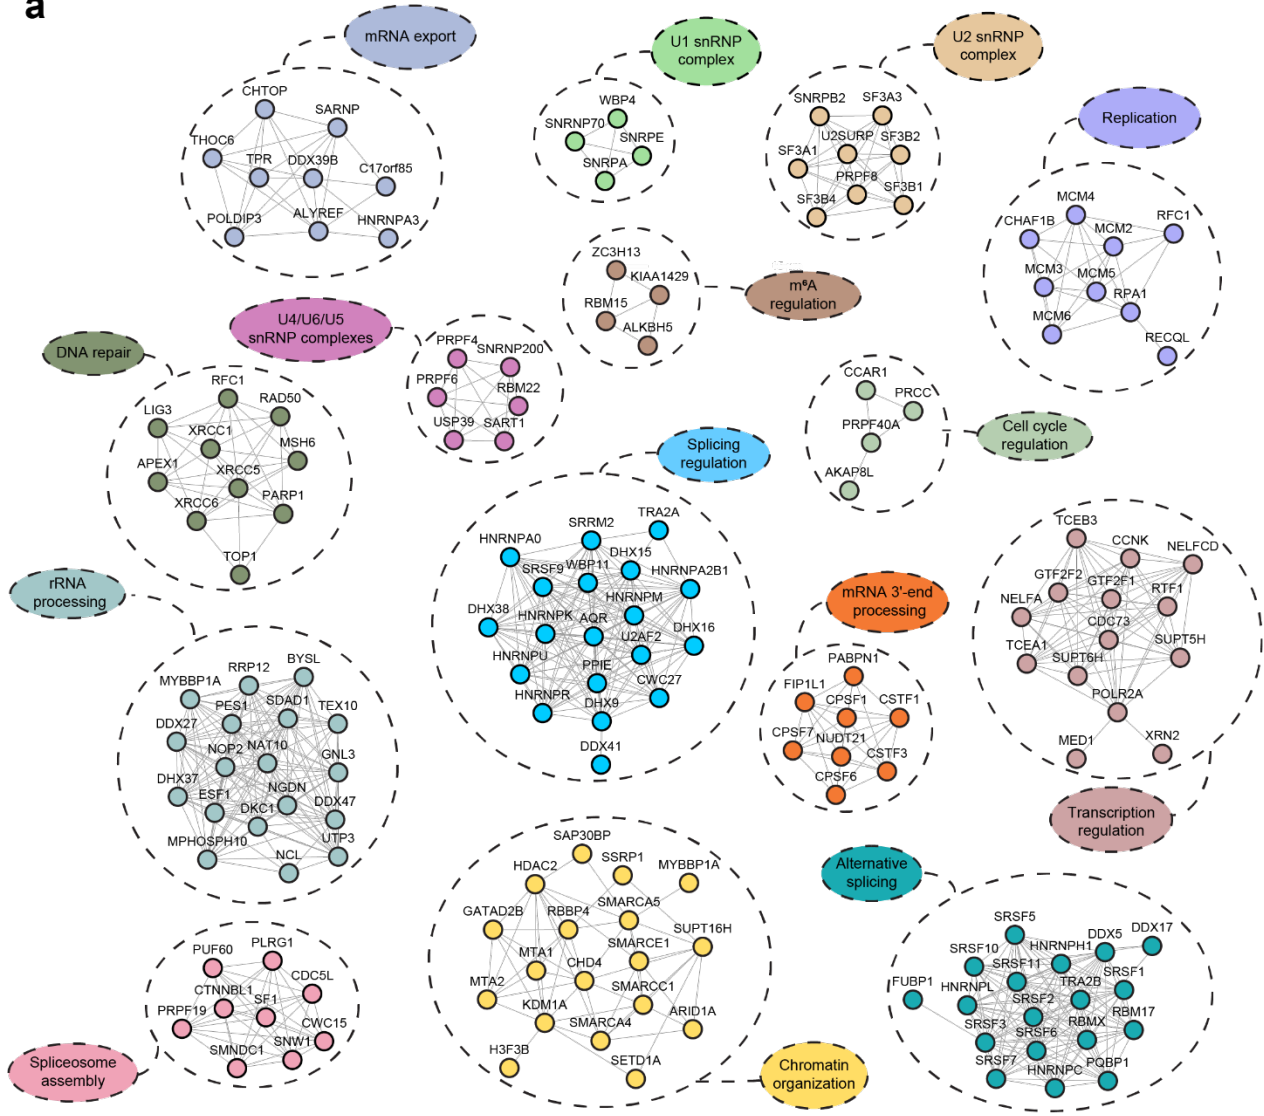 a
mRNA export
CHTOP
SARNP
THOC6
TPR
DDX39B
C17orf85
POLDIP3
ALYREF
HNRNPA3
U1 snRNP
complex
WBP4
SNRNP70
SNRPE
SNRPA
U2 snRNP
complex
SNRPB2
SF3A3
U2SURP
SF3B2
SF3A1
PRPF8
SF3B1
SF3B4
Replication
MCM4
CHAF1B
MCM2
RFC1
MCM3
MCM5
RPA1
MCM6
RECQL
ZC3H13
KIAA1429
RBM15
ALKBH5
m⁶A
regulation
U4/U6/U5
snRNP complexes
PRPF4
SNRNP200
PRPF6
RBM22
USP39
SART1
DNA repair
RFC1
RAD50
LIG3
XRCC1
MSH6
APEX1
XRCC5
PARP1
XRCC6
TOP1
CCAR1
PRCC
PRPF40A
AKAP8L
Cell cycle
regulation
Splicing
regulation
TRA2A
SRRM2
HNRNPA0
DHX15
SRSF9
WBP11
HNRNPA2B1
HNRNPM
DHX38
HNRNPK
AQR
U2AF2
DHX16
HNRNPU
PPIE
CWC27
HNRNPR
DHX9
DDX41
mRNA 3'-end
processing
PABPN1
FIP1L1
CPSF1
CSTF1
CPSF7
NUDT21
CSTF3
CPSF6
TCEB3
CCNK
NELFCD
GTF2F2
GTF2F1
RTF1
NELFA
CDC73
TCEA1
SUPT6H
SUPT5H
POLR2A
MED1
XRN2
Transcription
regulation
rRNA
processing
BYSL
RRP12
MYBBP1A
PES1
SDAD1
TEX10
DDX27
NOP2
NAT10
GNL3
DHX37
ESF1
NGDN
DKC1
DDX47
MPHOSPH10
UTP3
NCL
SAP30BP
HDAC2
SSRP1
MYBBP1A
GATAD2B
RBBP4
SMARCA5
SUPT16H
MTA1
SMARCE1
CHD4
MTA2
SMARCC1
KDM1A
ARID1A
SMARCA4
H3F3B
SETD1A
Chromatin
organization
Alternative
splicing
SRSF5
DDX17
HNRNPH1
DDX5
SRSF10
SRSF11
FUBP1
HNRNPL
TRA2B
SRSF1
SRSF2
RBM17
SRSF3
SRSF6
RBMX
SRSF7
HNRNPC
PQBP1
PLRG1
PUF60
CDC5L
CTNNBL1
SF1
PRPF19
CWC15
SMNDC1
SNW1
Spliceosome
assembly